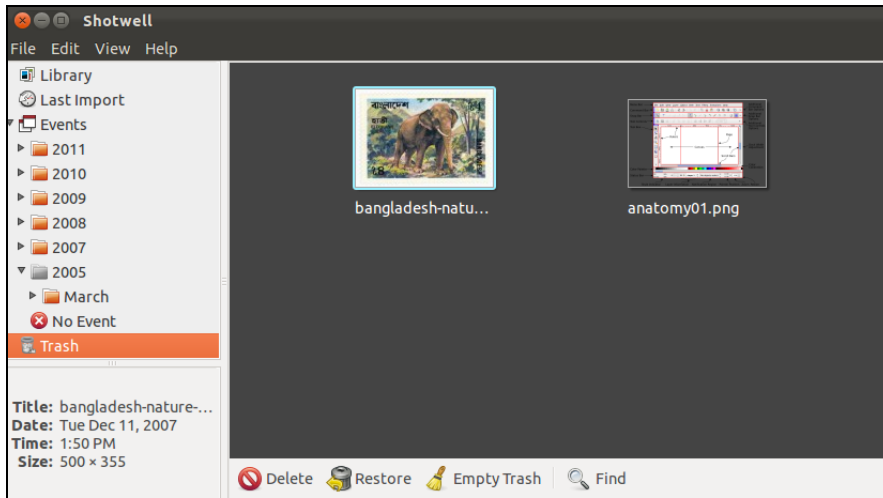 Shotwell
File Edit View Help
Library
Last Import
Events
2011
2010
2009
2008
2007
2005
March
No Event
Trash
বাংলাদেশ
bangladesh-natu...
anatomy01.png
Title: bangladesh-nature-...
Date: Tue Dec 11, 2007
Time: 1:50 PM
Size: 500 × 355
Delete Restore Empty Trash Find